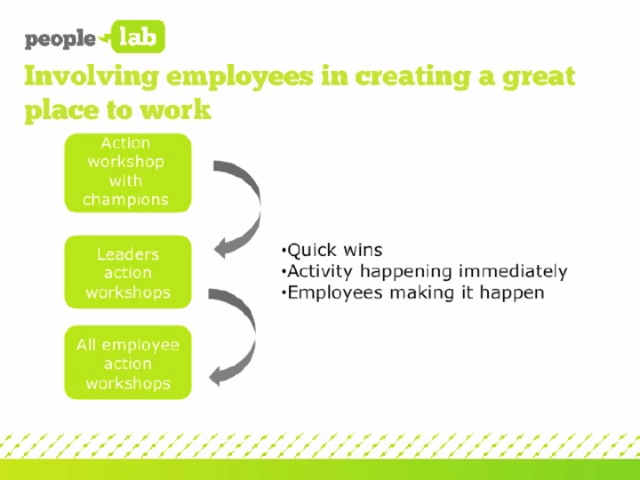 people lab
Involving employees in creating a great
place to work
Action
workshop
with
champions
Leaders
action
workshops
All employee
action
workshops
•Quick wins
•Activity happening immediately
•Employees making it happen